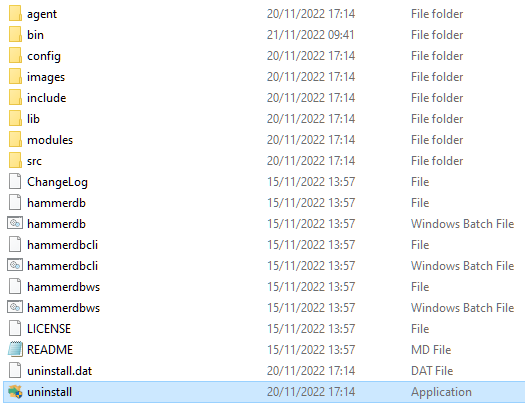 agent 20/11/2022 17:14 File folder
bin 21/11/2022 09:41 File folder
config 20/11/2022 17:14 File folder
images 20/11/2022 17:14 File folder
include 20/11/2022 17:14 File folder
lib 20/11/2022 17:14 File folder
modules 20/11/2022 17:14 File folder
src 20/11/2022 17:14 File folder
ChangeLog 15/11/2022 13:57 File
hammerdb 15/11/2022 13:57 File
hammerdb 15/11/2022 13:57 Windows Batch File
hammerdbcli 15/11/2022 13:57 File
hammerdbcli 15/11/2022 13:57 Windows Batch File
hammerdbws 15/11/2022 13:57 File
hammerdbws 15/11/2022 13:57 Windows Batch File
LICENSE 15/11/2022 13:57 File
README 15/11/2022 13:57 MD File
uninstall.dat 20/11/2022 17:14 DAT File
uninstall 20/11/2022 17:14 Application